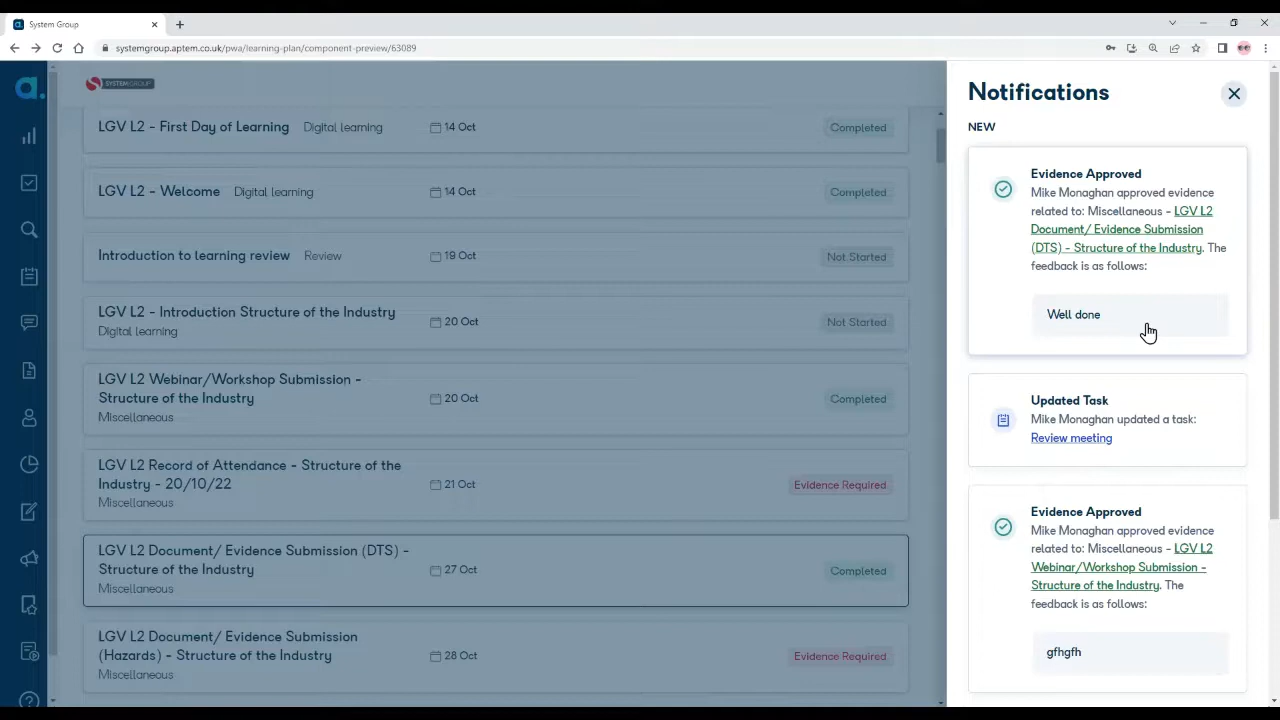 System Group
systemgroup.aptem.co.uk/pwa/learning-plan/component-preview/63089
a.
SYSTEMGROUP
LGV L2 - First Day of Learning Digital learning 14 Oct Completed
LGV L2 - Welcome Digital learning 14 Oct Completed
Introduction to learning review Review 19 Oct Not Started
LGV L2 - Introduction Structure of the Industry
Digital learning
20 Oct Not Started
LGV L2 Webinar/Workshop Submission -
Structure of the Industry
Miscellaneous
20 Oct Completed
LGV L2 Record of Attendance - Structure of the
Industry - 20/10/22
Miscellaneous
21 Oct Evidence Required
LGV L2 Document/ Evidence Submission (DTS) -
Structure of the Industry
Miscellaneous
27 Oct Completed
LGV L2 Document/ Evidence Submission
(Hazards) - Structure of the Industry
Miscellaneous
28 Oct Evidence Required
Notifications
NEW
Evidence Approved
Mike Monaghan approved evidence
related to: Miscellaneous - LGV L2
Document/ Evidence Submission
(DTS) - Structure of the Industry. The
feedback is as follows:
Well done
Updated Task
Mike Monaghan updated a task:
Review meeting
Evidence Approved
Mike Monaghan approved evidence
related to: Miscellaneous - LGV L2
Webinar/Workshop Submission -
Structure of the Industry. The
feedback is as follows:
gfhgfh